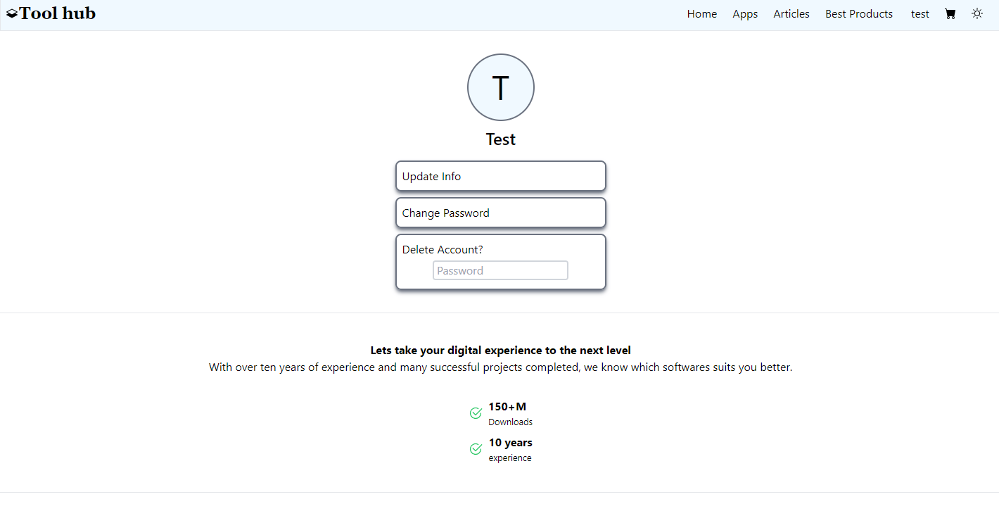 Tool hub
Home Apps Articles Best Products test
T
Test
Update Info
Change Password
Delete Account?
Password
Lets take your digital experience to the next level
With over ten years of experience and many successful projects completed, we know which softwares suits you better.
150+M
Downloads
10 years
experience